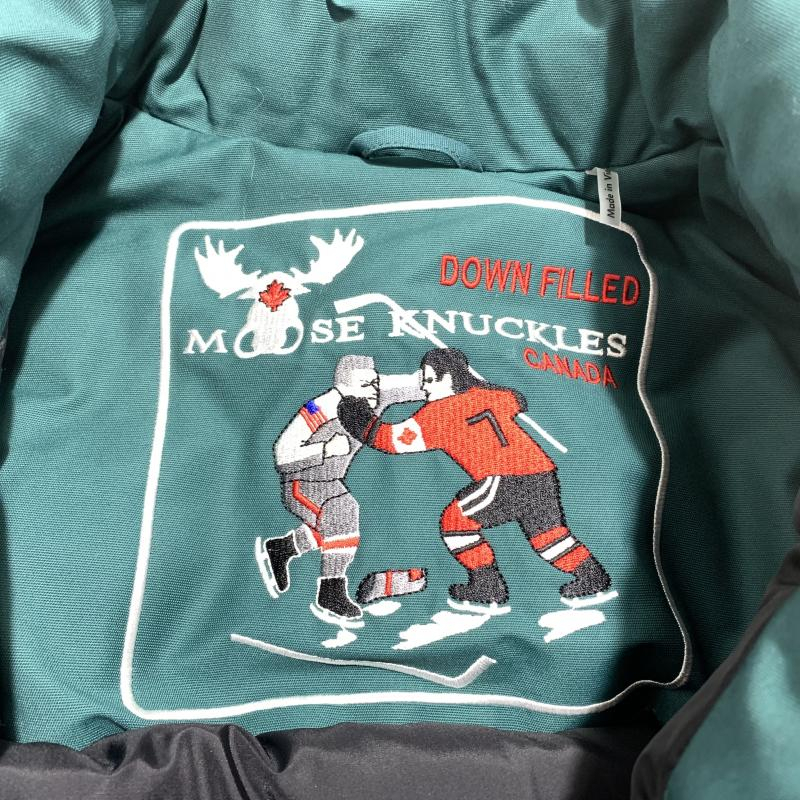 Made in
DOWN FILLED
MOOSE KNUCKLES
CANADA
7